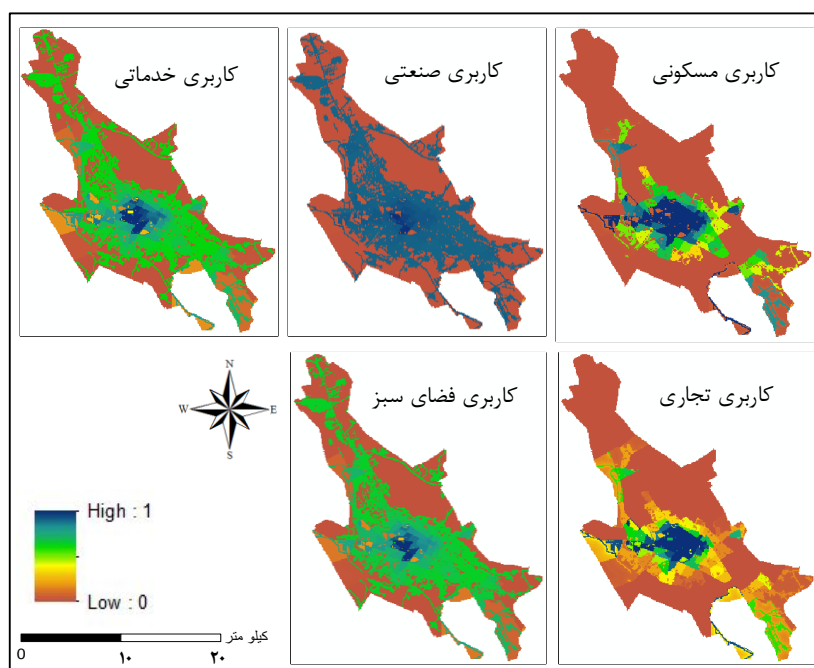 کاربری مسکونی
کاربری صنعتی
کاربری خدماتی
کاربری تجاری
کاربری فضای سبز
N
W E
S
High : 1
Low : 0
کیلو متر
0 ۱۰ ۲۰